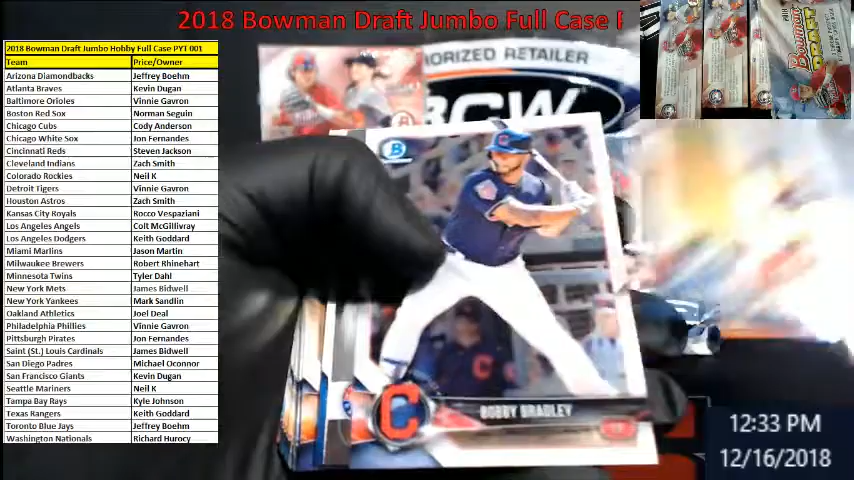 2018 Bowman Draft Jumbo Full Case
2018 Bowman Draft Jumbo Hobby Full Case PYT 001
Team Price/Owner
Arizona Diamondbacks Jeffrey Boehm
Atlanta Braves Kevin Dugan
Baltimore Orioles Vinnie Gavron
Boston Red Sox Norman Seguin
Chicago Cubs Cody Anderson
Chicago White Sox Jon Fernandes
Cincinnati Reds Steven Jackson
Cleveland Indians Zach Smith
Colorado Rockies Neil K
Detroit Tigers Vinnie Gavron
Houston Astros Zach Smith
Kansas City Royals Rocco Vespaziani
Los Angeles Angels Colt McGillivray
Los Angeles Dodgers Keith Goddard
Miami Marlins Jason Martin
Milwaukee Brewers Robert Rhinehart
Minnesota Twins Tyler Dahl
New York Mets James Bidwell
New York Yankees Mark Sandlin
Oakland Athletics Joel Deal
Philadelphia Phillies Vinnie Gavron
Pittsburgh Pirates Jon Fernandes
Saint (St.) Louis Cardinals James Bidwell
San Diego Padres Michael Oconnor
San Francisco Giants Kevin Dugan
Seattle Mariners Neil K
Tampa Bay Rays Kyle Johnson
Texas Rangers Keith Goddard
Toronto Blue Jays Jeffrey Boehm
Washington Nationals Richard Hurocy
ORIZED RETAILER
BCW
B
C
BOBBY BRADLEY
Bowman
DRAFT
12:33 PM
12/16/2018